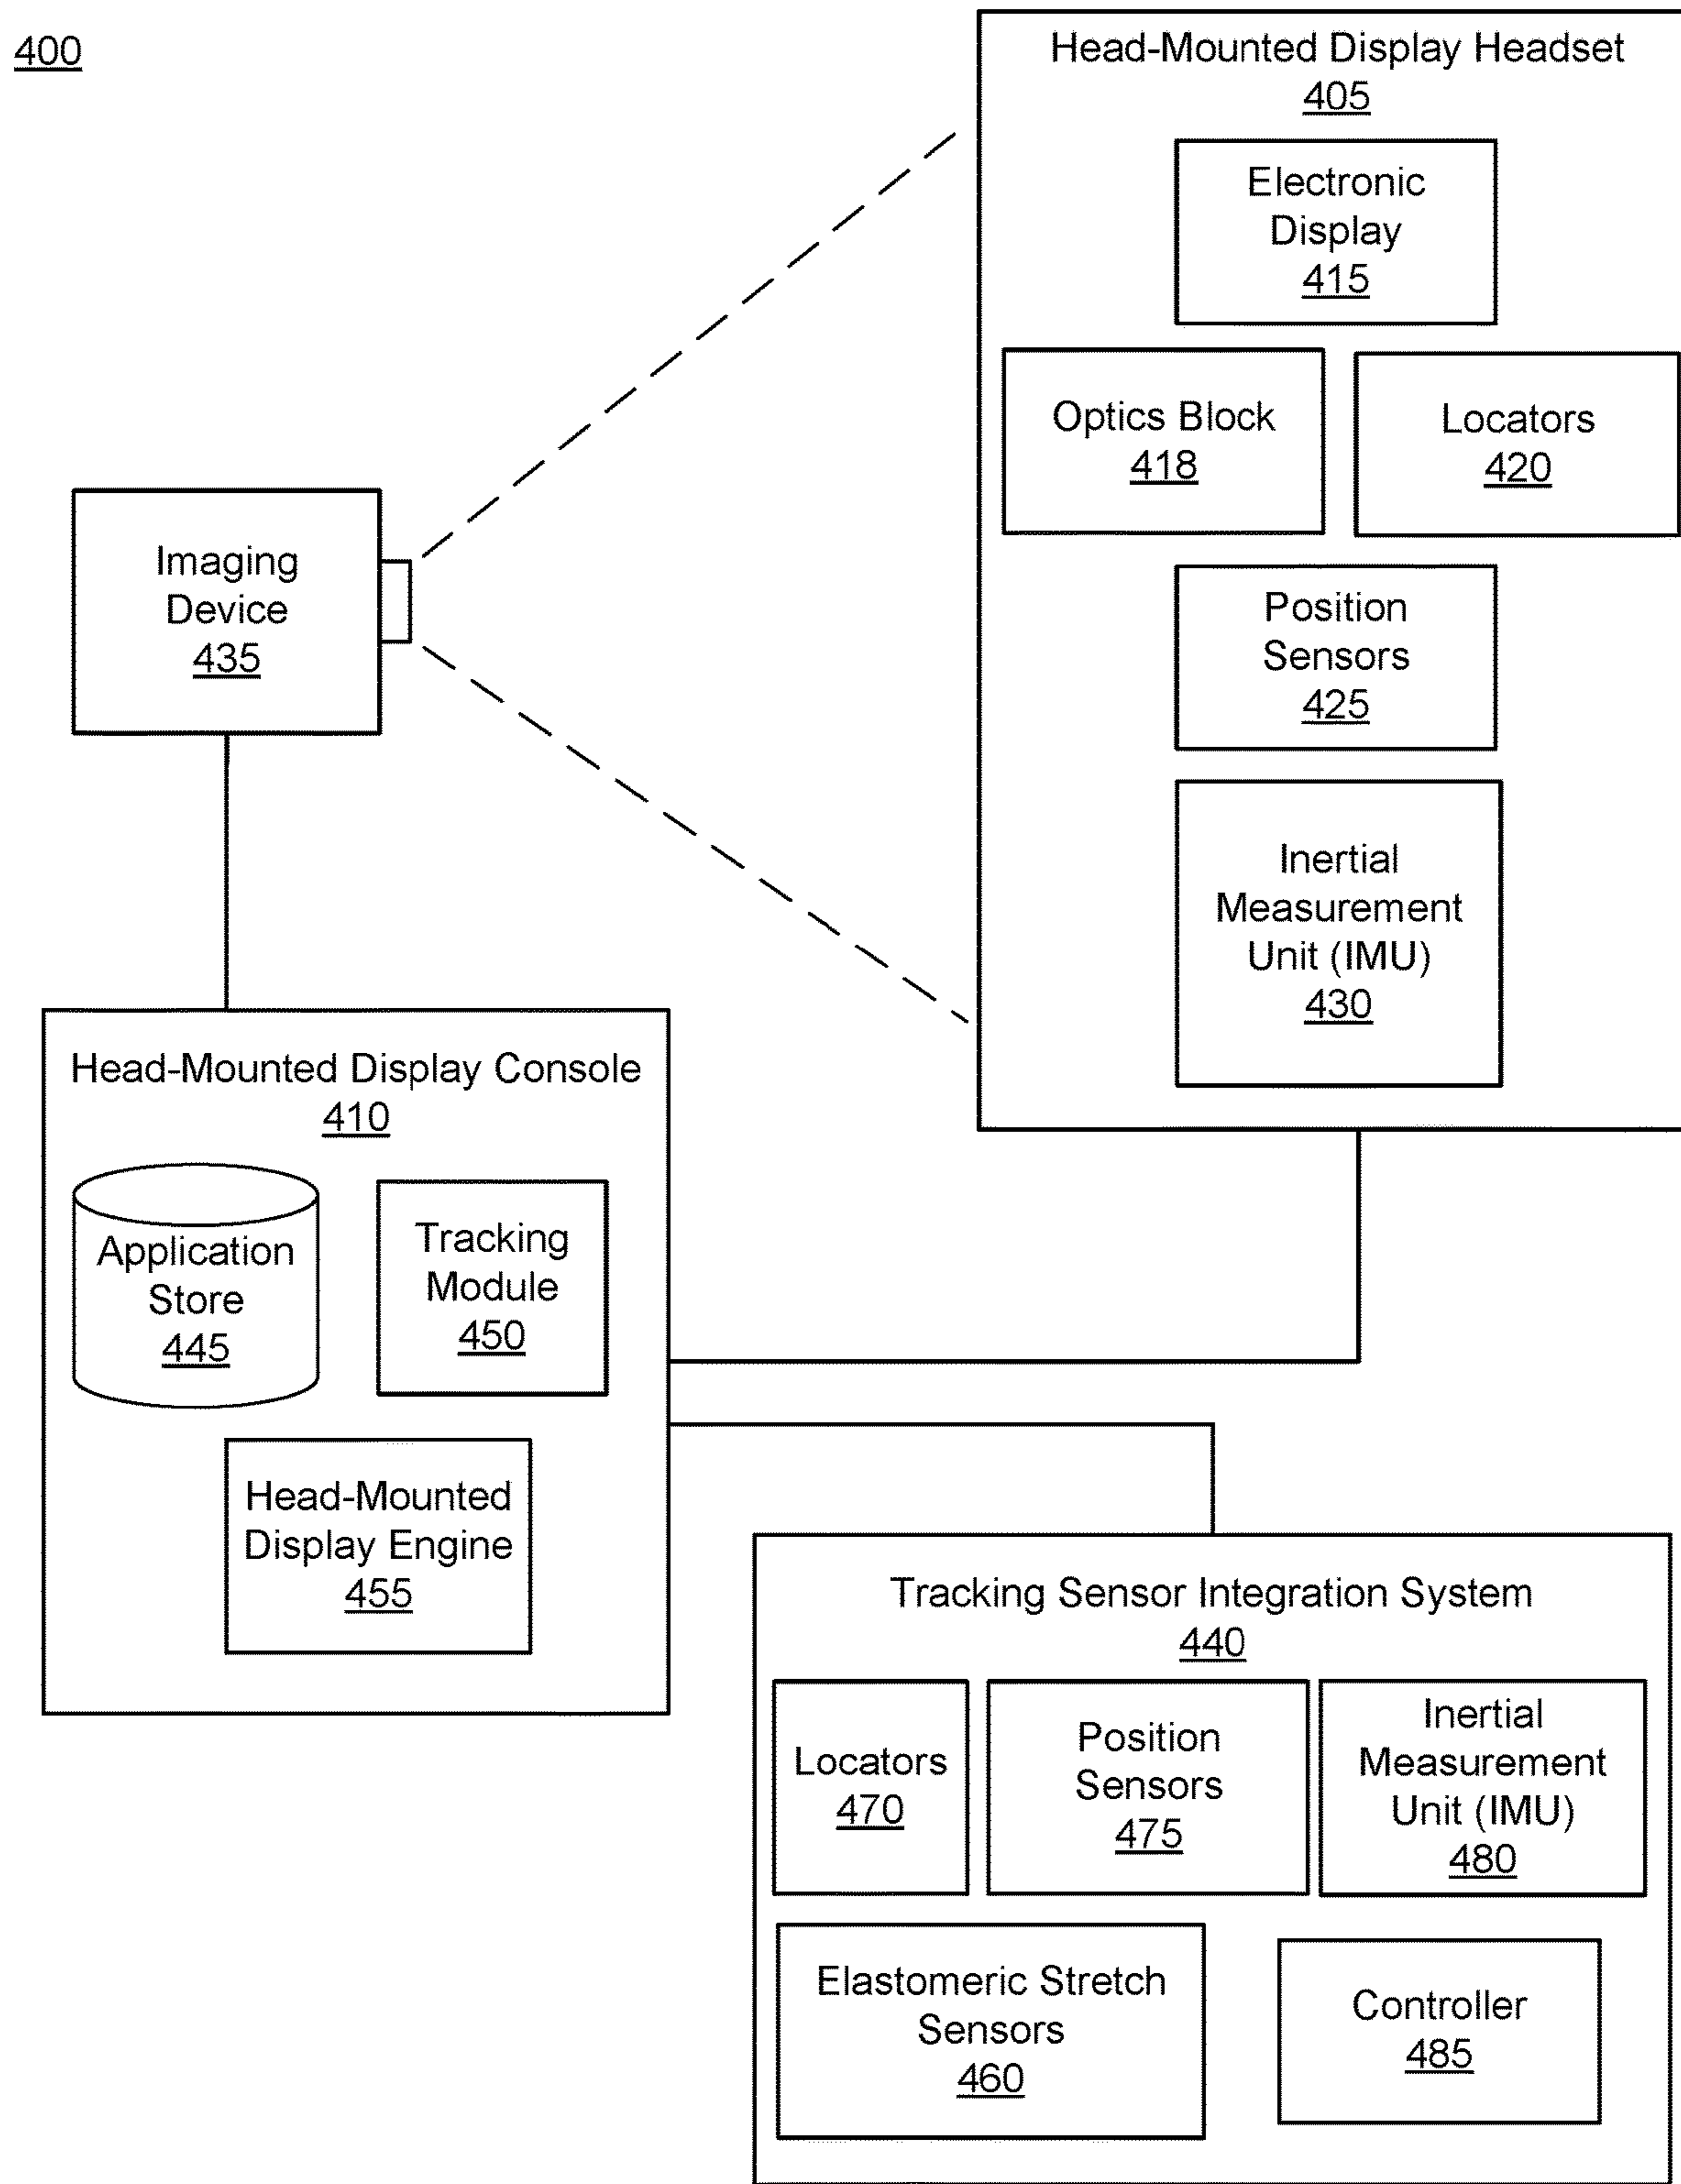 400
Head-Mounted Display Headset
405
Electronic
Display
415
Optics Block
418
Locators
420
Position
Sensors
425
Inertial
Measurement
Unit (IMU)
430
Imaging
Device
435
Head-Mounted Display Console
410
Application
Store
445
Tracking
Module
450
Head-Mounted
Display Engine
455
Tracking Sensor Integration System
440
Locators
470
Position
Sensors
475
Inertial
Measurement
Unit (IMU)
480
Elastomeric Stretch
Sensors
460
Controller
485